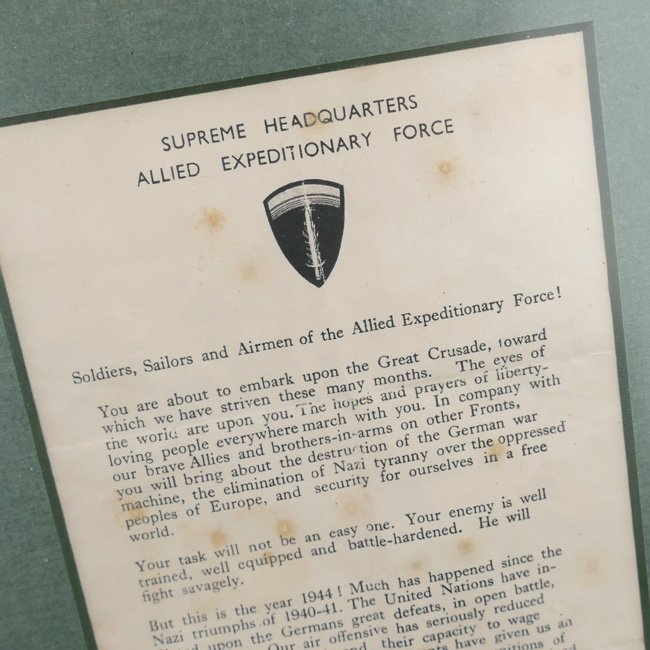 SUPREME HEADQUARTERS
ALLIED EXPEDITIONARY FORCE
Soldiers, Sailors and Airmen of the Allied Expeditionary Force!
You are about to embark upon the Great Crusade, toward
which we have striven these many months. The eyes of
the world are upon you. The hopes and prayers of liberty-
loving people everywhere march with you. In company with
our brave Allies and brothers-in-arms on other Fronts,
you will bring about the destruction of the German war
machine, the elimination of Nazi tyranny over the oppressed
peoples of Europe, and security for ourselves in a free
world.
Your task will not be an easy one. Your enemy is well
trained, well equipped and battle-hardened. He will
fight savagely.
But this is the year 1944! Much has happened since the
Nazi triumphs of 1940-41. The United Nations have in-
upon the Germans great defeats, in open battle,
Our air offensive has seriously reduced
and their capacity to wage
have given us an
of